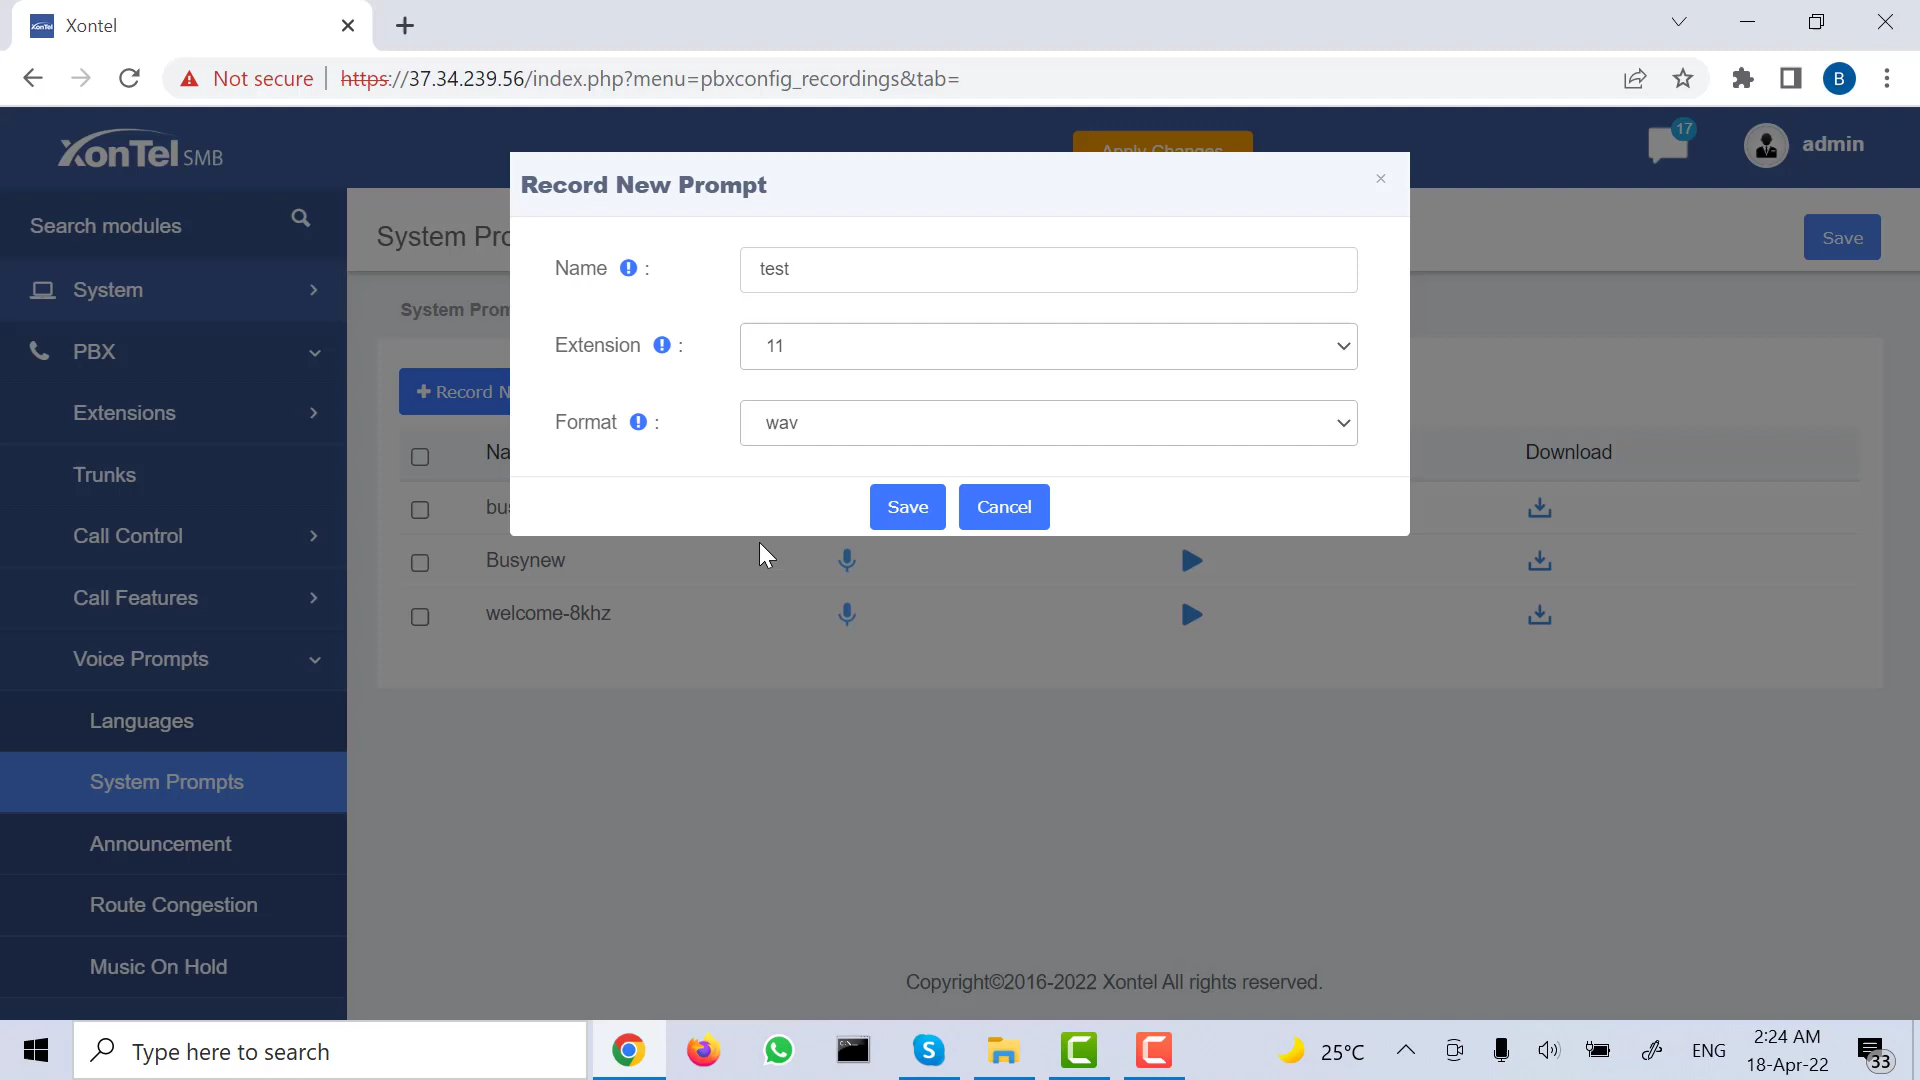 Xontel
Not secure
https://37.34.239.56/index.php?menu=pbxconfig_recordings&tab=
B
XonTel SMB
Apply Changes
17
admin
Record New Prompt
×
Search modules
System Pro
Save
Name :
test
System
System Prom
Extension :
11
PBX
Record N
Format :
wav
Extensions
Na
Download
Trunks
bus
Save
Cancel
Call Control
Busynew
Call Features
welcome-8khz
Voice Prompts
Languages
System Prompts
Announcement
Route Congestion
Music On Hold
Copyright©2016-2022 Xontel All rights reserved.
Type here to search
25°C
ENG
2:24 AM
18-Apr-22
33